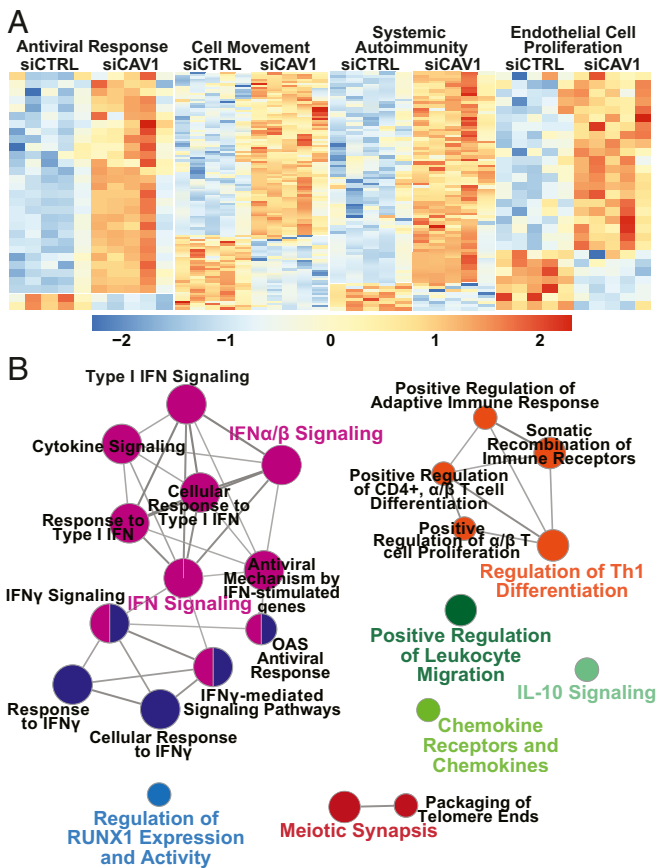 A
Antiviral Response
siCTRL siCAV1
Cell Movement
siCTRL siCAV1
Systemic
Autoimmunity
siCTRL siCAV1
Endothelial Cell
Proliferation
siCTRL siCAV1
−2 −1 0 1 2
B
Type I IFN Signaling
Cytokine Signaling
IFNα/β Signaling
Cellular
Response to
Type I IFN
Response to
Type I IFN
Antiviral
Mechanism by
IFN-stimulated
genes
IFN Signaling
IFNγ Signaling
OAS
Antiviral
Response
IFNγ-mediated
Signaling Pathways
Response
to IFNγ
Cellular Response
to IFNγ
Positive Regulation of
Adaptive Immune Response
Somatic
Recombination of
Immune Receptors
Positive Regulation
of CD4+, α/β T cell
Differentiation
Positive
Regulation of α/β T
cell Proliferation
Regulation of Th1
Differentiation
Positive Regulation
of Leukocyte
Migration
IL-10 Signaling
Chemokine
Receptors and
Chemokines
Regulation of
RUNX1 Expression
and Activity
Meiotic Synapsis
Packaging of
Telomere Ends